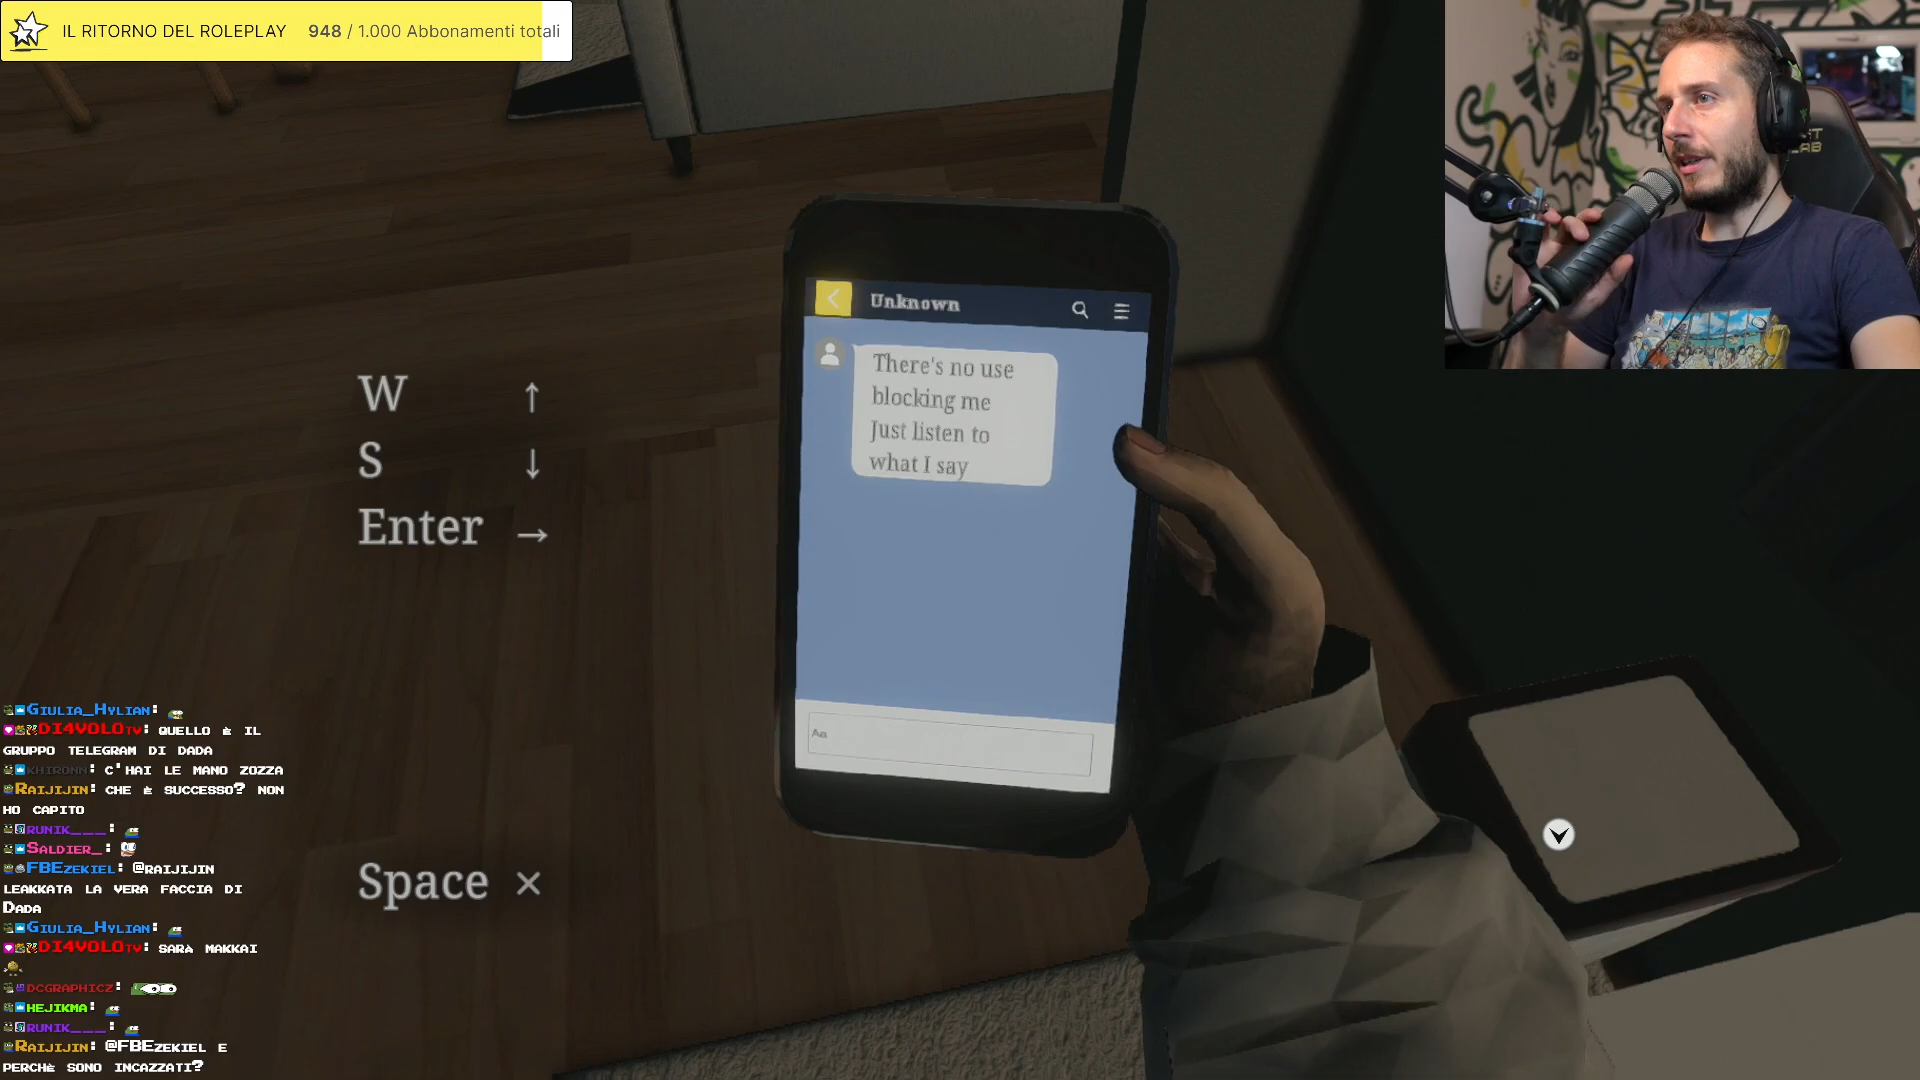 IL RITORNO DEL ROLEPLAY 948 / 1.000 Abbonamenti totali
Unknown
There's no use
blocking me
Just listen to
what I say
Aa
W ↑
S ↓
Enter →
Space ×
GIULIA_HYLIAN:
DI4VOLOTV: QUELLO È IL
GRUPPO TELEGRAM DI DADA
KHIRONN: C'HAI LE MANO ZOZZA
RAIJIJIN: CHE È SUCCESSO? NON
HO CAPITO
RUNIK___:
SALDIER_:
FBEZEKIEL: @RAIJIJIN
LEAKKATA LA VERA FACCIA DI
DADA
GIULIA_HYLIAN:
DI4VOLOTV: SARÀ MAKKAI
DCGRAPHICZ:
HEJIKMA:
RUNIK___:
RAIJIJIN: @FBEZEKIEL E
PERCHÈ SONO INCAZZATI?